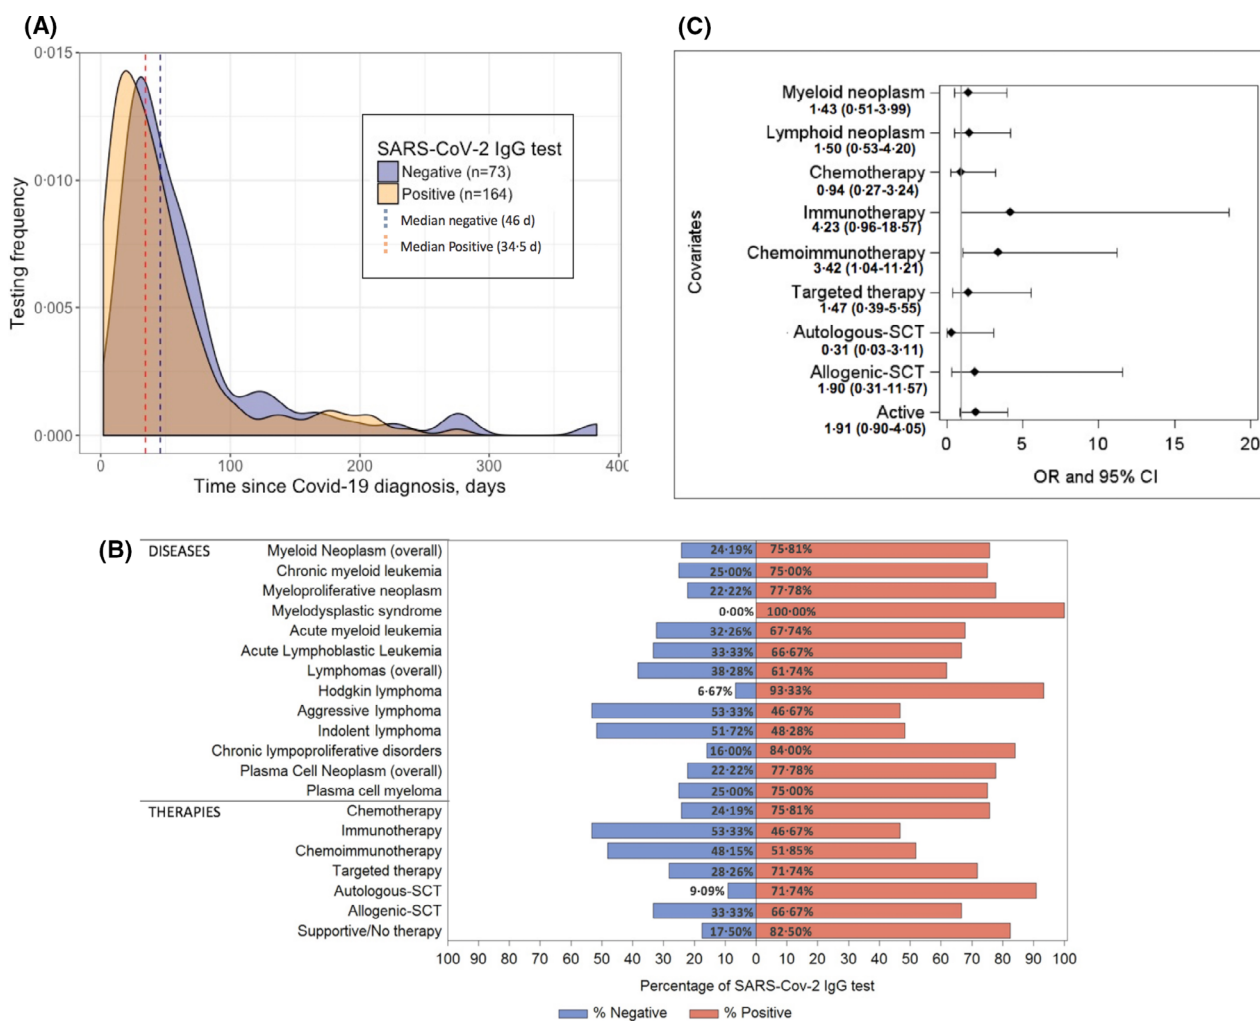 (A)
0·015
0·010
0·005
0·000
Testing frequency
SARS-CoV-2 IgG test
Negative (n=73)
Positive (n=164)
Median negative (46 d)
Median Positive (34·5 d)
0 100 200 300 400
Time since Covid-19 diagnosis, days
(C)
Covariates
Myeloid neoplasm
1·43 (0·51-3·99)
Lymphoid neoplasm
1·50 (0·53-4·20)
Chemotherapy
0·94 (0·27-3·24)
Immunotherapy
4·23 (0·96-18·57)
Chemoimmunotherapy
3·42 (1·04-11·21)
Targeted therapy
1·47 (0·39-5·55)
Autologous-SCT
0·31 (0·03-3·11)
Allogenic-SCT
1·90 (0·31-11·57)
Active
1·91 (0·90-4·05)
0 5 10 15 20
OR and 95% CI
(B)
DISEASES
Myeloid Neoplasm (overall) 24·19% 75·81%
Chronic myeloid leukemia 25·00% 75·00%
Myeloproliferative neoplasm 22·22% 77·78%
Myelodysplastic syndrome 0·00% 100·00%
Acute myeloid leukemia 32·26% 67·74%
Acute Lymphoblastic Leukemia 33·33% 66·67%
Lymphomas (overall) 38·28% 61·74%
Hodgkin lymphoma 6·67% 93·33%
Aggressive lymphoma 53·33% 46·67%
Indolent lymphoma 51·72% 48·28%
Chronic lympoproliferative disorders 16·00% 84·00%
Plasma Cell Neoplasm (overall) 22·22% 77·78%
Plasma cell myeloma 25·00% 75·00%
THERAPIES
Chemotherapy 24·19% 75·81%
Immunotherapy 53·33% 46·67%
Chemoimmunotherapy 48·15% 51·85%
Targeted therapy 28·26% 71·74%
Autologous-SCT 9·09% 71·74%
Allogenic-SCT 33·33% 66·67%
Supportive/No therapy 17·50% 82·50%
100 90 80 70 60 50 40 30 20 10 0 10 20 30 40 50 60 70 80 90 100
Percentage of SARS-Cov-2 IgG test
% Negative % Positive